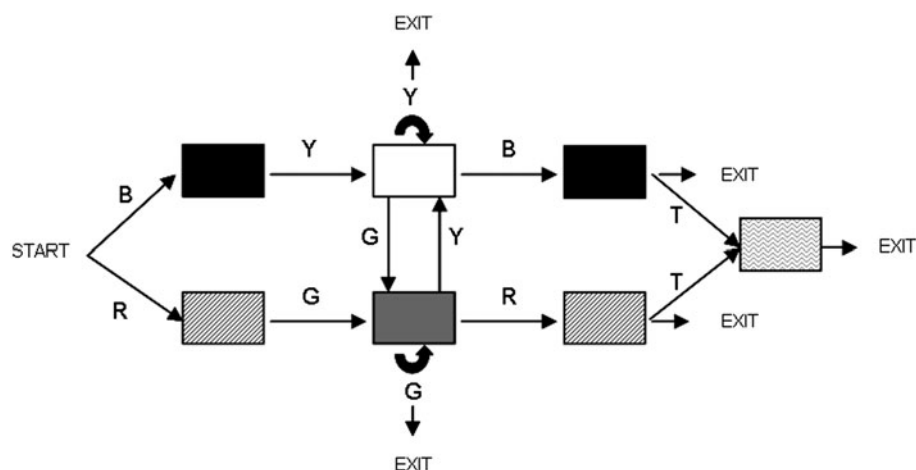 EXIT
Y
Y B
B EXIT
T
START G Y EXIT
R G R T
EXIT
G
EXIT